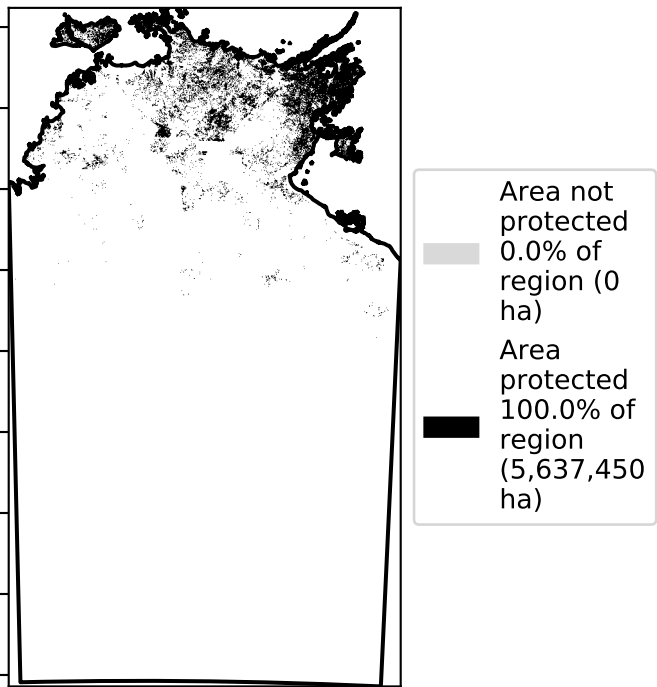 Area not
protected
0.0% of
region (0
ha)
Area
protected
100.0% of
region
(5,637,450
ha)